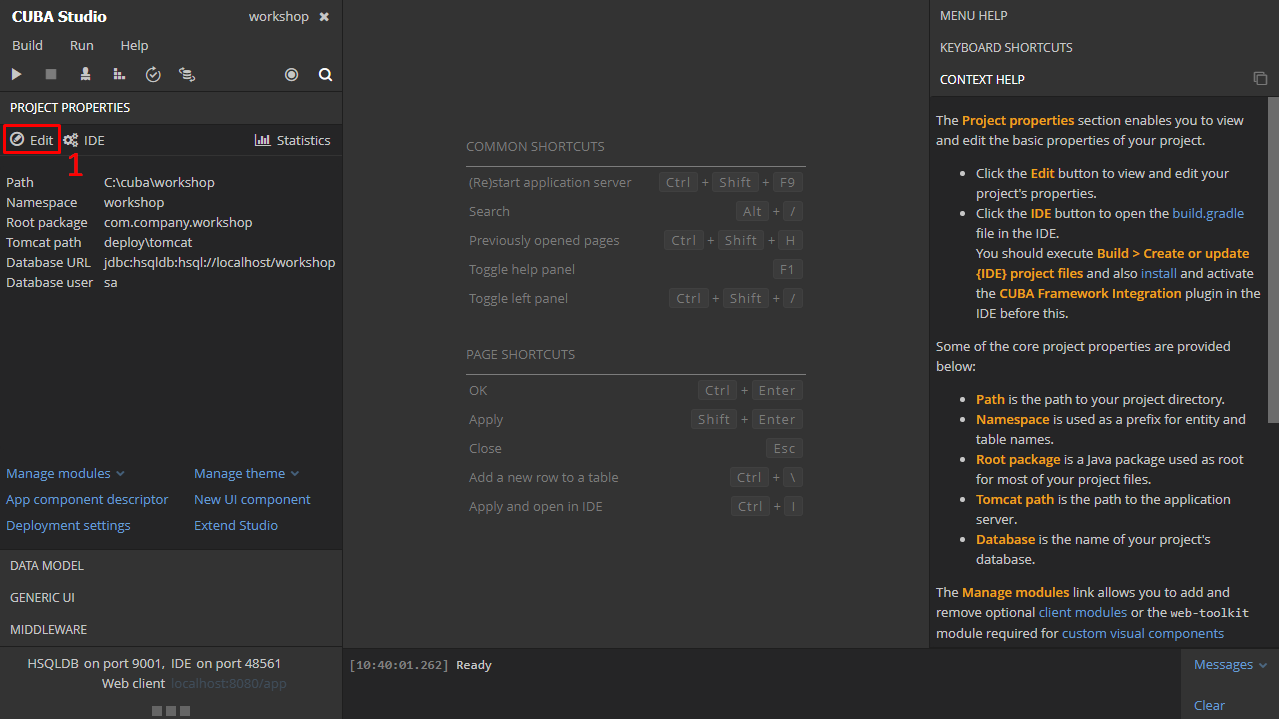 CUBA Studio
workshop
Build Run Help
PROJECT PROPERTIES
Edit IDE Statistics
1
Path C:\cuba\workshop
Namespace workshop
Root package com.company.workshop
Tomcat path deploy\tomcat
Database URL jdbc:hsqldb:hsql://localhost/workshop
Database user sa
Manage modules Manage theme
App component descriptor New UI component
Deployment settings Extend Studio
DATA MODEL
GENERIC UI
MIDDLEWARE
HSQLDB on port 9001, IDE on port 48561
Web client localhost:8080/app
COMMON SHORTCUTS
(Re)start application server Ctrl + Shift + F9
Search Alt + /
Previously opened pages Ctrl + Shift + H
Toggle help panel F1
Toggle left panel Ctrl + Shift + /
PAGE SHORTCUTS
OK Ctrl + Enter
Apply Shift + Enter
Close Esc
Add a new row to a table Ctrl + \
Apply and open in IDE Ctrl + I
[10:40:01.262] Ready
Messages
Clear
MENU HELP
KEYBOARD SHORTCUTS
CONTEXT HELP
The Project properties section enables you to view
and edit the basic properties of your project.
• Click the Edit button to view and edit your
project's properties.
• Click the IDE button to open the build.gradle
file in the IDE.
You should execute Build > Create or update
{IDE} project files and also install and activate
the CUBA Framework Integration plugin in the
IDE before this.
Some of the core project properties are provided
below:
• Path is the path to your project directory.
• Namespace is used as a prefix for entity and
table names.
• Root package is a Java package used as root
for most of your project files.
• Tomcat path is the path to the application
server.
• Database is the name of your project's
database.
The Manage modules link allows you to add and
remove optional client modules or the web-toolkit
module required for custom visual components